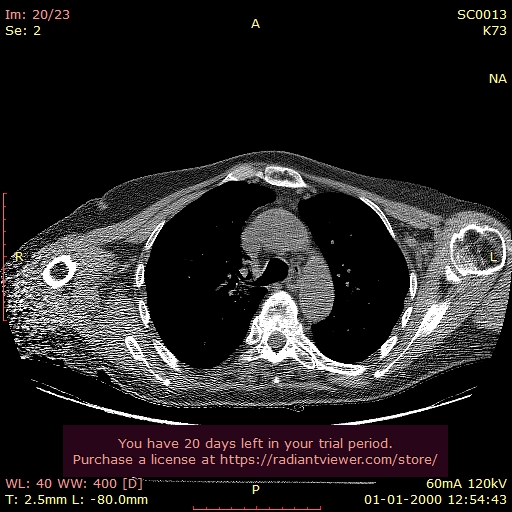 Im: 20/23
Se: 2
A
SC0013
K73
NA
R
L
You have 20 days left in your trial period.
Purchase a license at https://radiantviewer.com/store/
WL: 40 WW: 400 [D]
T: 2.5mm L: -80.0mm
P
60mA 120kV
01-01-2000 12:54:43